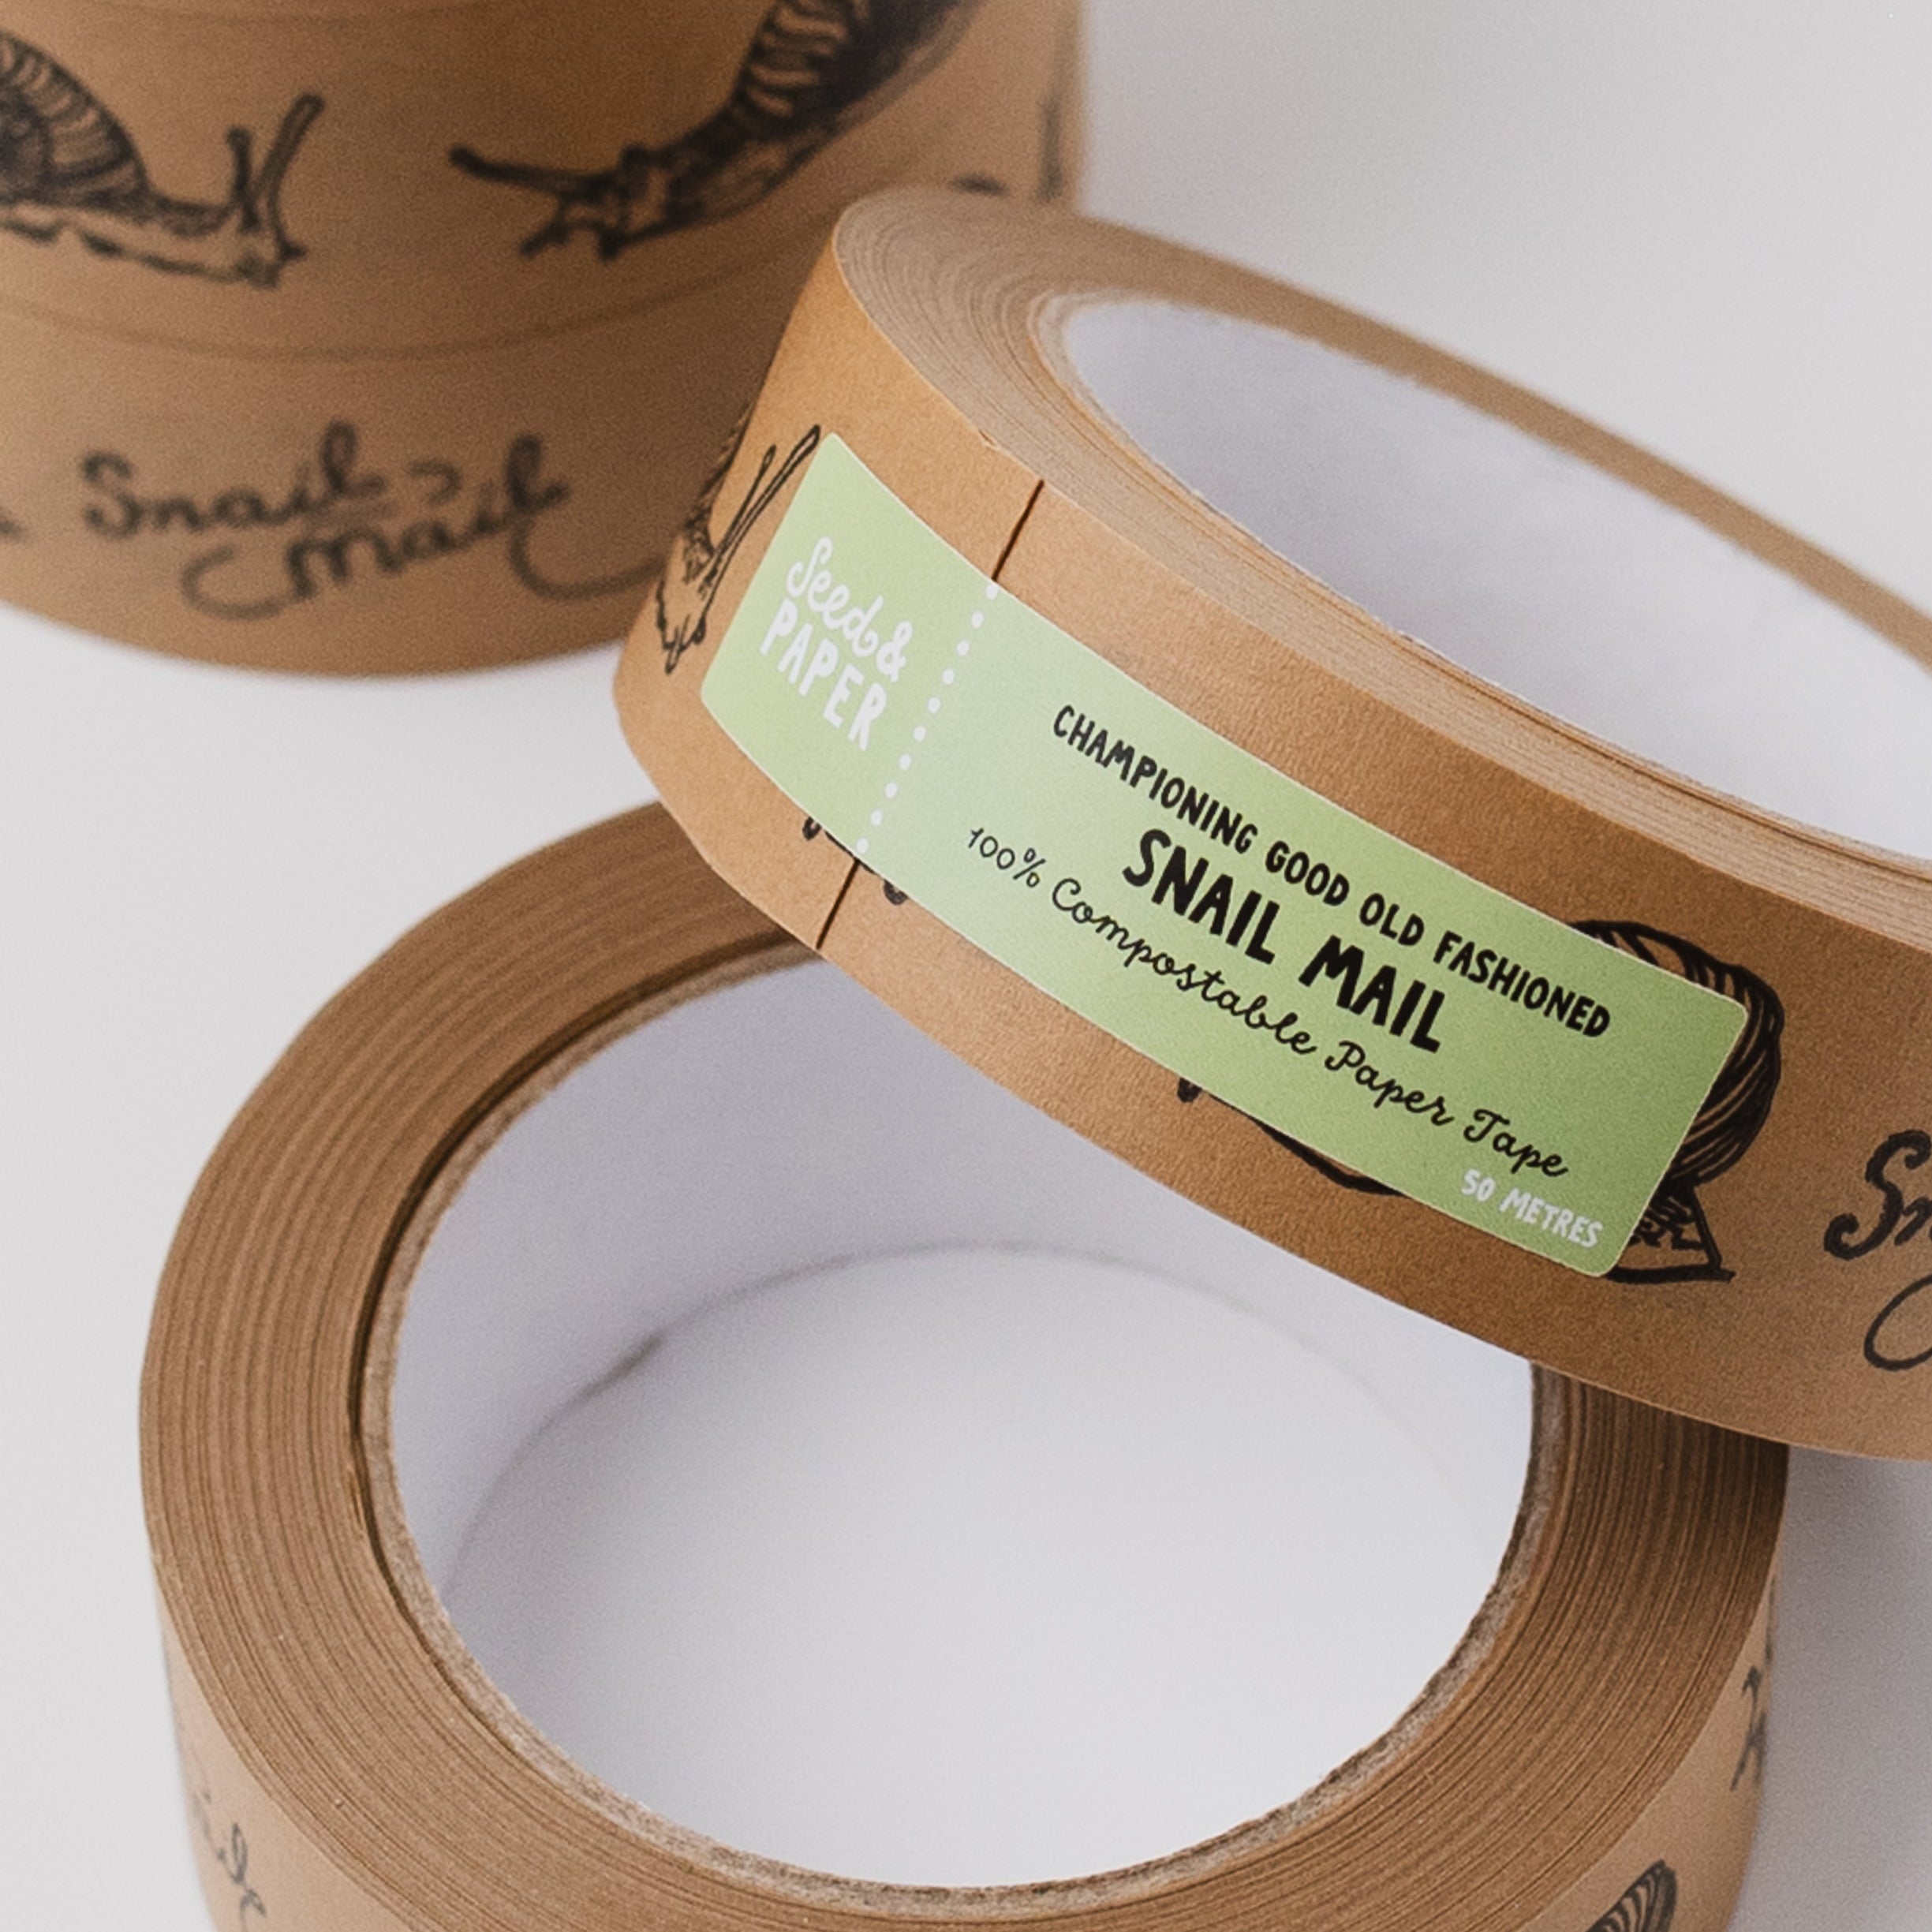 Snail
mail
Seed &
PAPER
CHAMPIONING GOOD OLD FASHIONED
SNAIL MAIL
100% Compostable Paper Tape
50 METRES